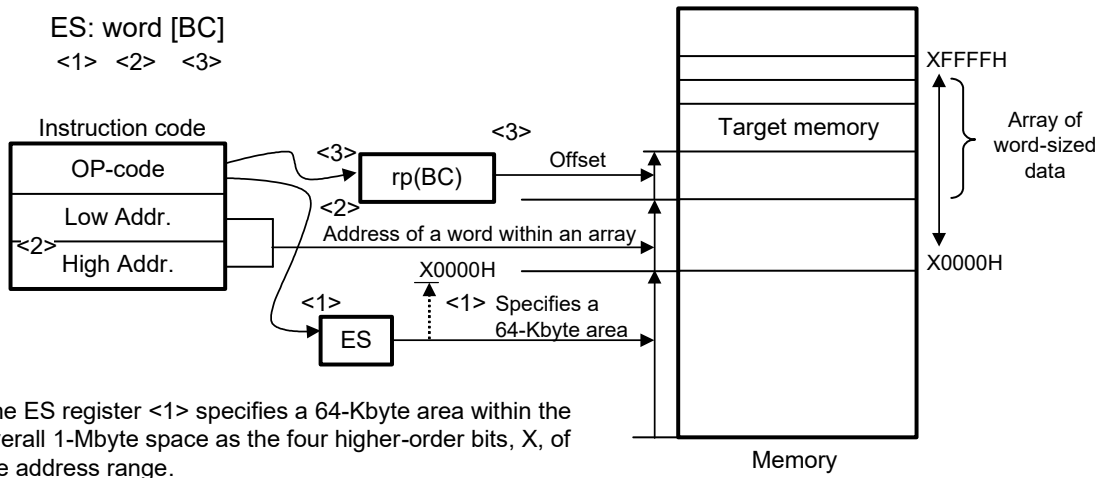 ES: word [BC]
<1> <2> <3>
Instruction code
OP-code
Low Addr.
<2>
High Addr.
<3>
rp(BC)
<3>
Offset
<2>
Address of a word within an array
X0000H
<1>
ES
<1> Specifies a
64-Kbyte area
Target memory
XFFFFH
Array of
word-sized
data
X0000H
Memory
ES register <1> specifies a 64-Kbyte area within the
1-Mbyte space as the four higher-order bits, X, of
address range.